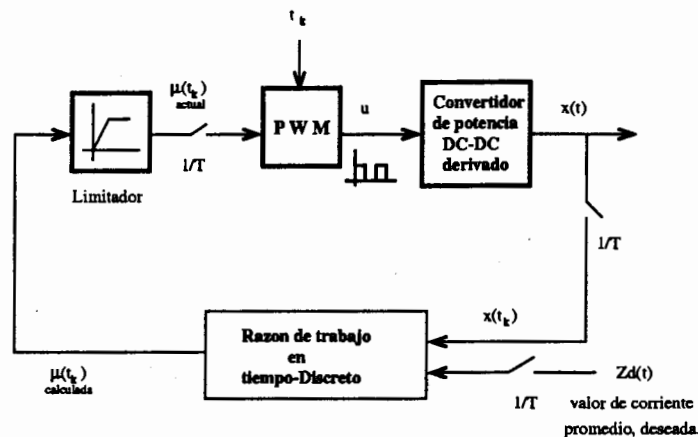 t k
μ(t k)
actual
1/T
Limitador
P W M
u
Convertidor
de potencia
DC-DC
derivado
x(t)
1/T
Razon de trabajo
en
tiempo-Discreto
x(t k)
μ(t k)
calculada
1/T
Zd(t)
valor de corriente
promedio, deseada.